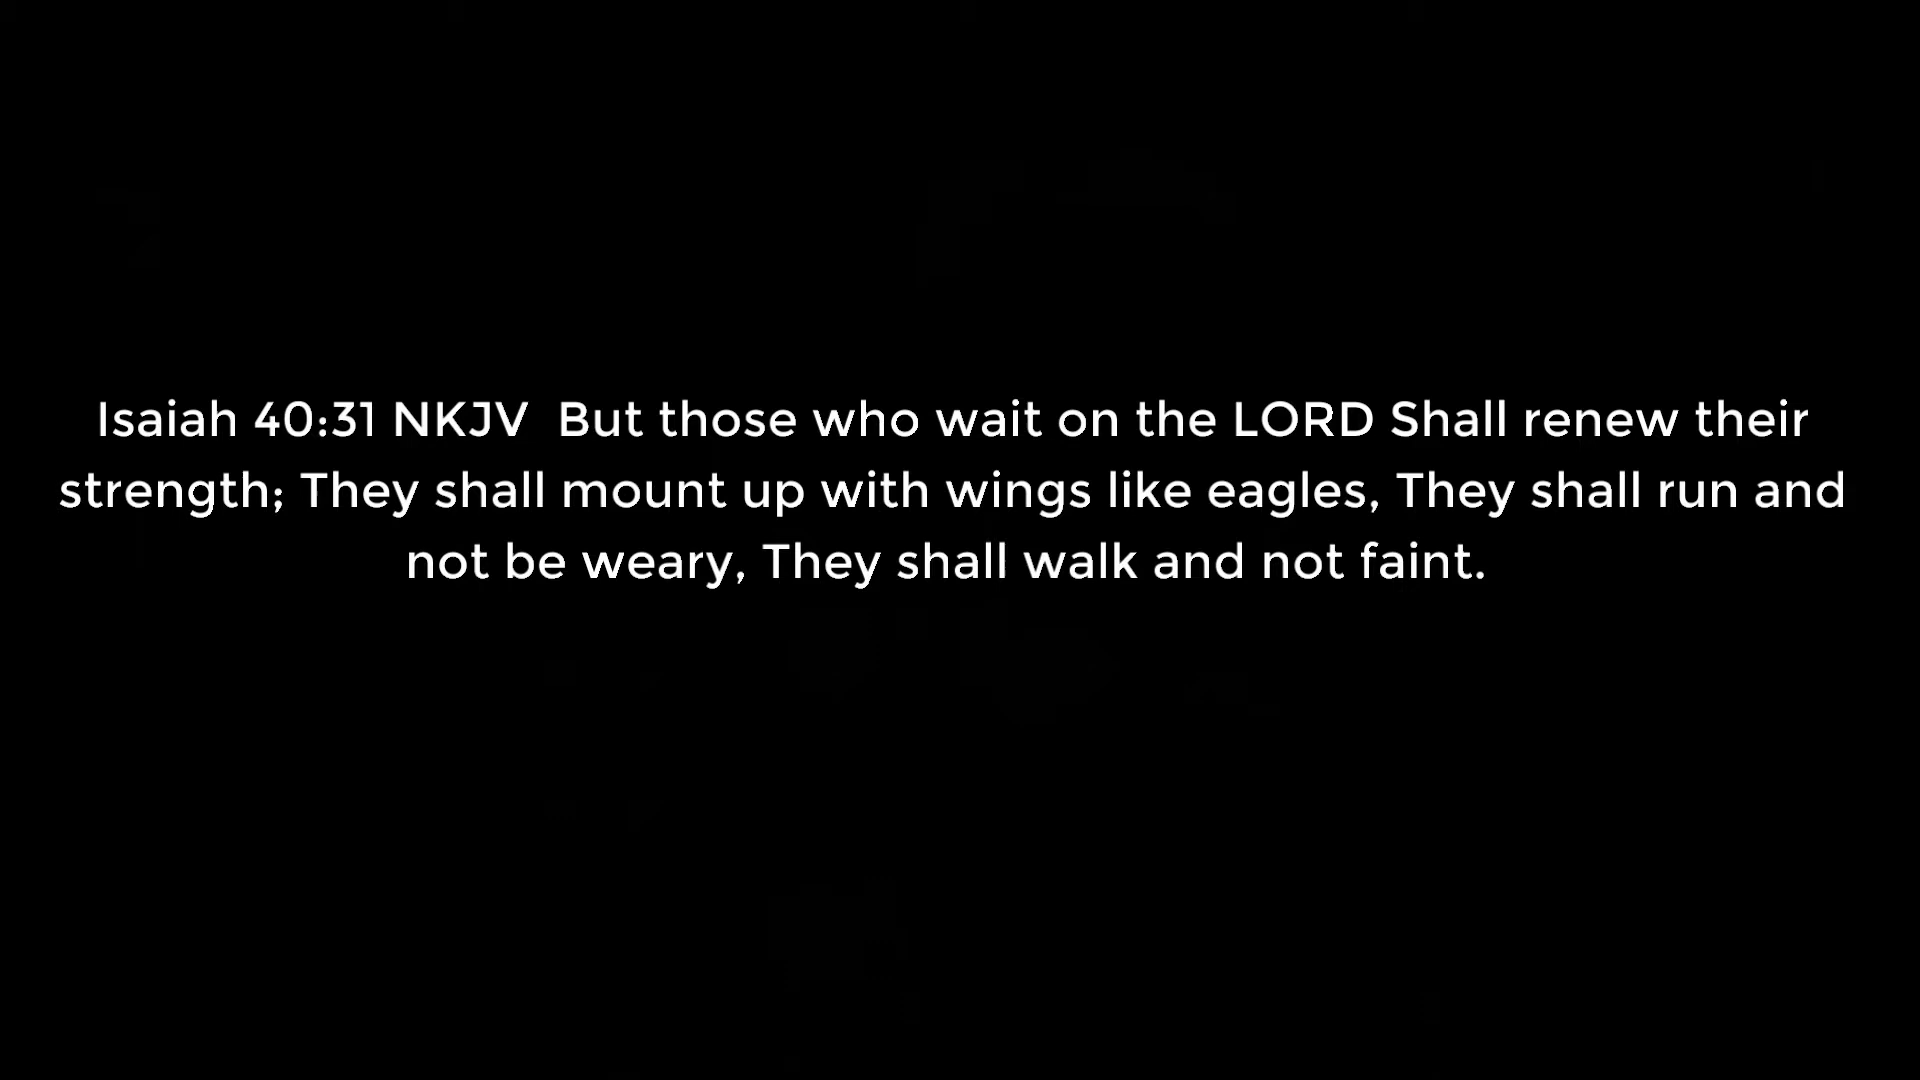 Isaiah 40:31 NKJV  But those who wait on the LORD Shall renew their
strength; They shall mount up with wings like eagles, They shall run and
not be weary, They shall walk and not faint.